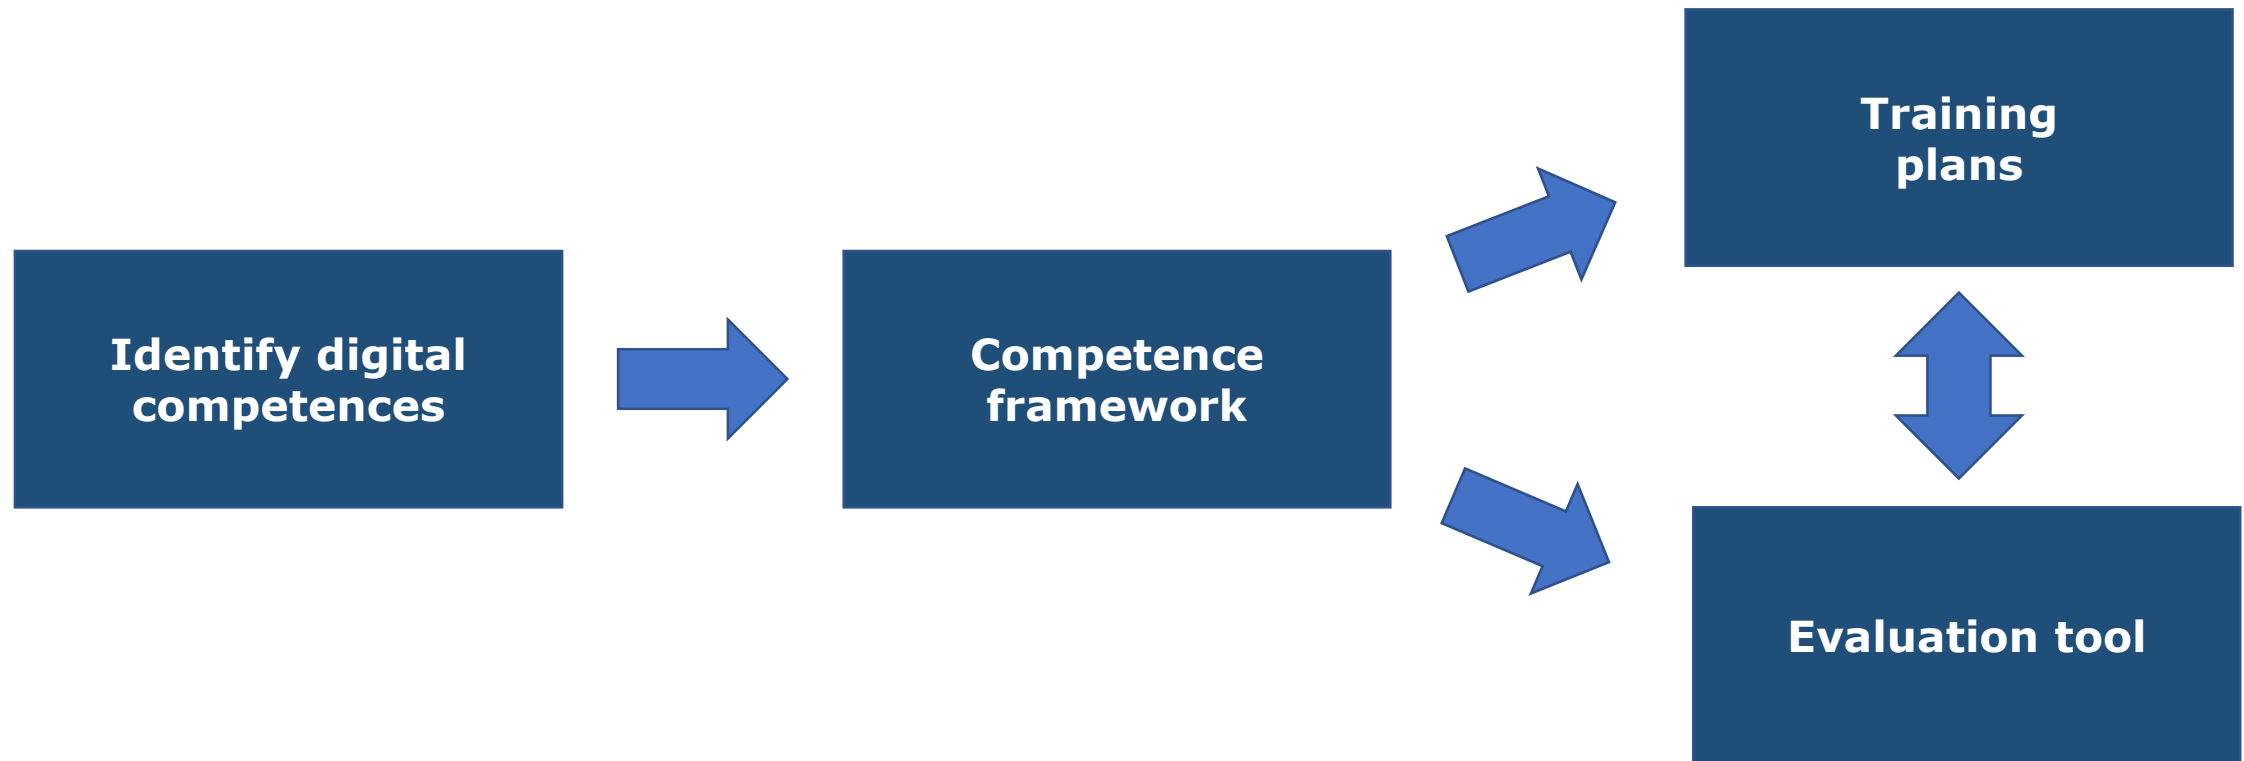 Identify digital
competences
Competence
framework
Training
plans
Evaluation tool